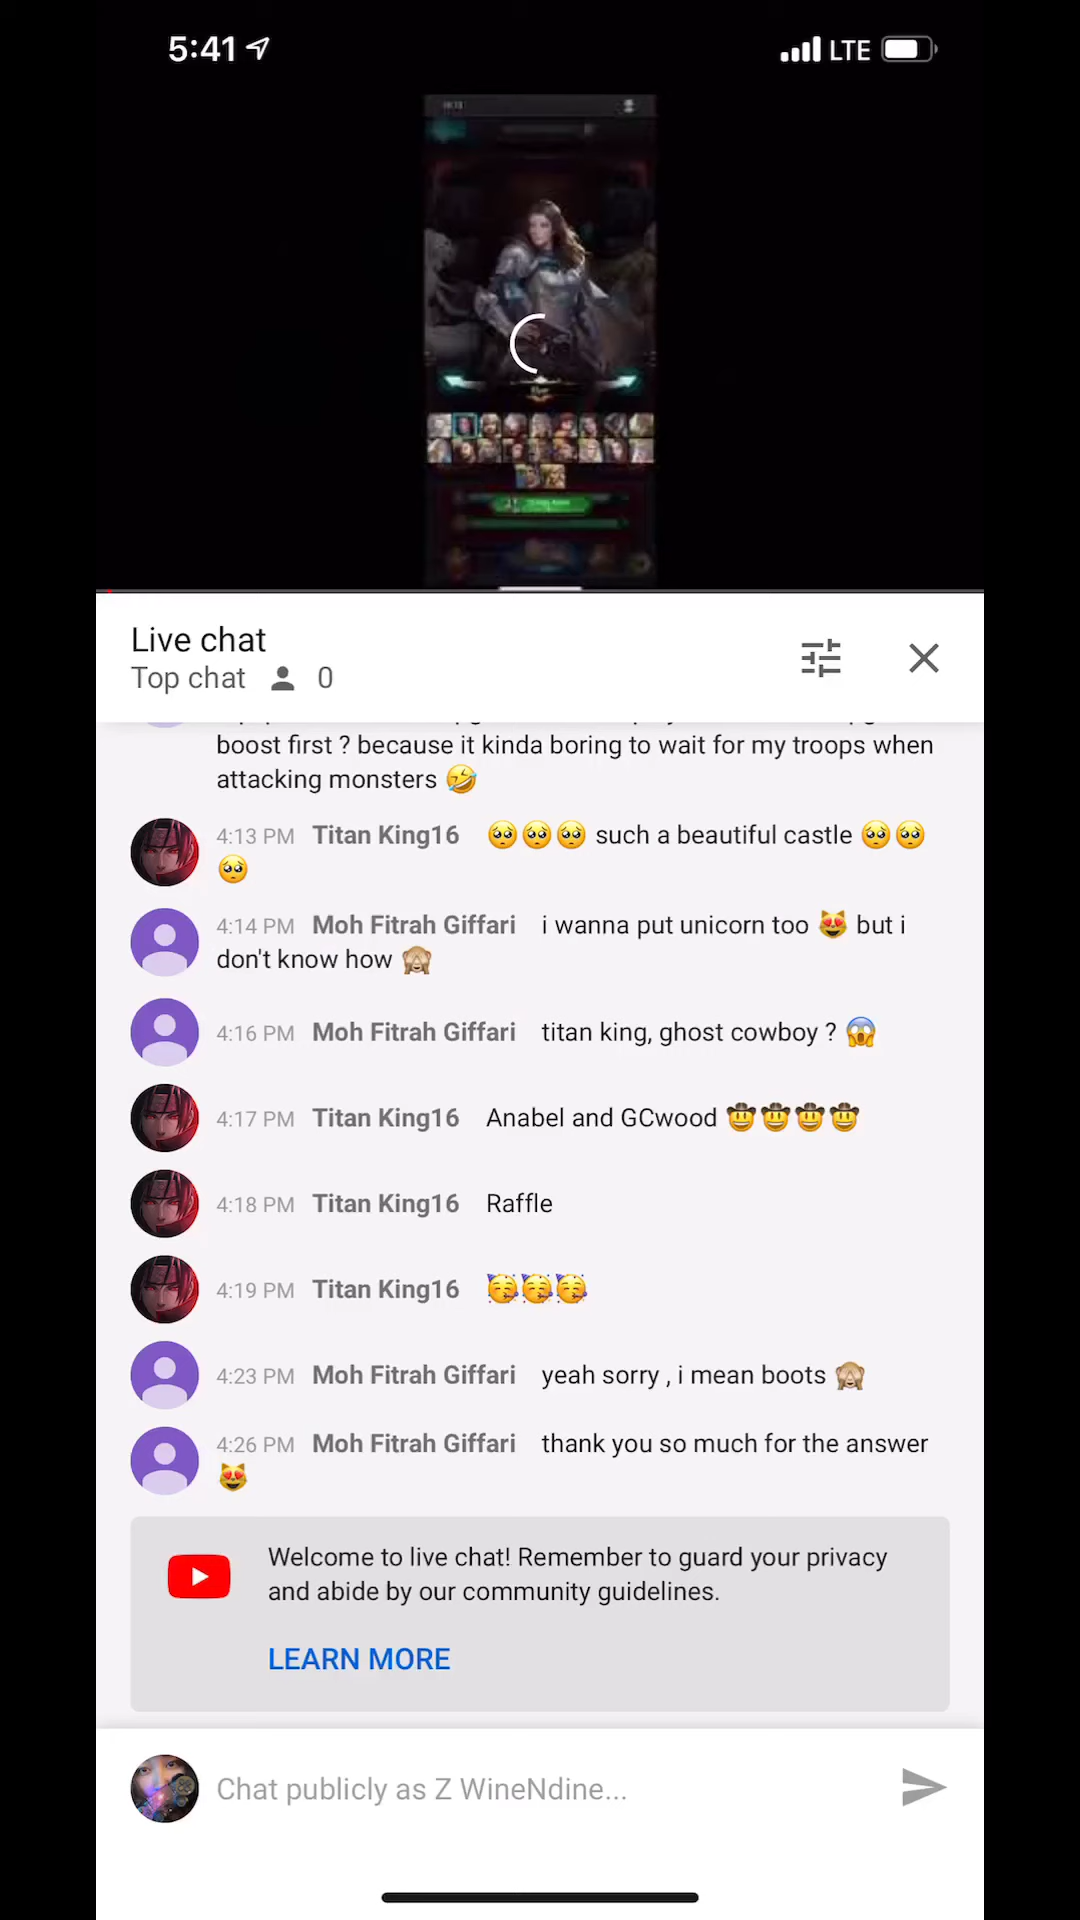 5:41 LTE
Live chat
Top chat 0
boost first ? because it kinda boring to wait for my troops when
attacking monsters 🤣
4:13 PM Titan King16 🥺🥺🥺 such a beautiful castle 🥺🥺
🥺
4:14 PM Moh Fitrah Giffari i wanna put unicorn too 😻 but i
don't know how 🙈
4:16 PM Moh Fitrah Giffari titan king, ghost cowboy ? 😱
4:17 PM Titan King16 Anabel and GCwood 🤠🤠🤠🤠
4:18 PM Titan King16 Raffle
4:19 PM Titan King16 🥳🥳🥳
4:23 PM Moh Fitrah Giffari yeah sorry , i mean boots 🙈
4:26 PM Moh Fitrah Giffari thank you so much for the answer
😻
Welcome to live chat! Remember to guard your privacy
and abide by our community guidelines.
LEARN MORE
Chat publicly as Z WineNdine...